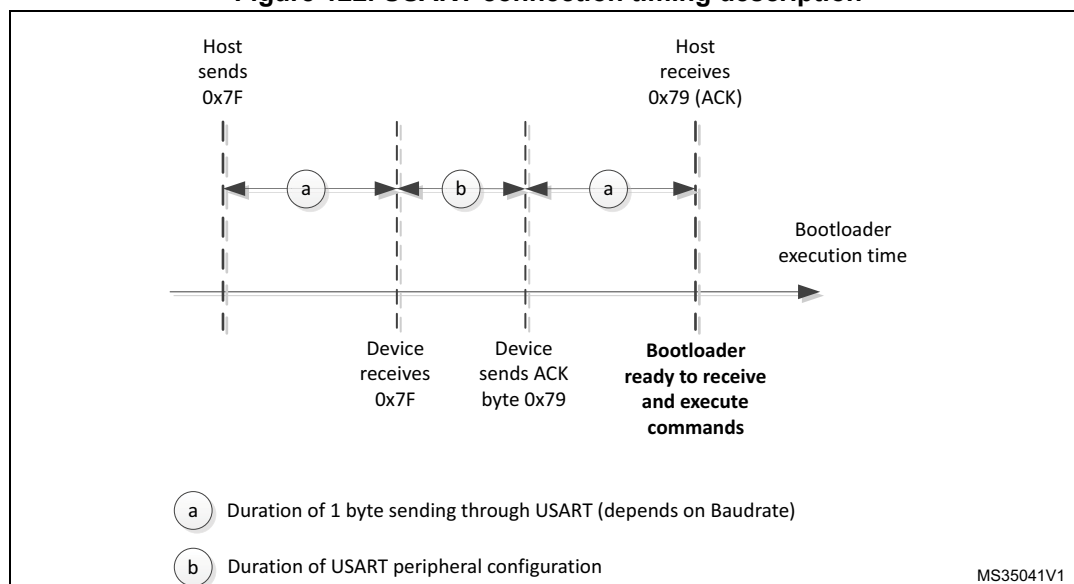 USART connection timing description
Host
sends
0x7F
Host
receives
0x79 (ACK)
a
b
a
Bootloader
execution time
Device
receives
0x7F
Device
sends ACK
byte 0x79
Bootloader
ready to receive
and execute
commands
a Duration of 1 byte sending through USART (depends on Baudrate)
b Duration of USART peripheral configuration
MS35041V1